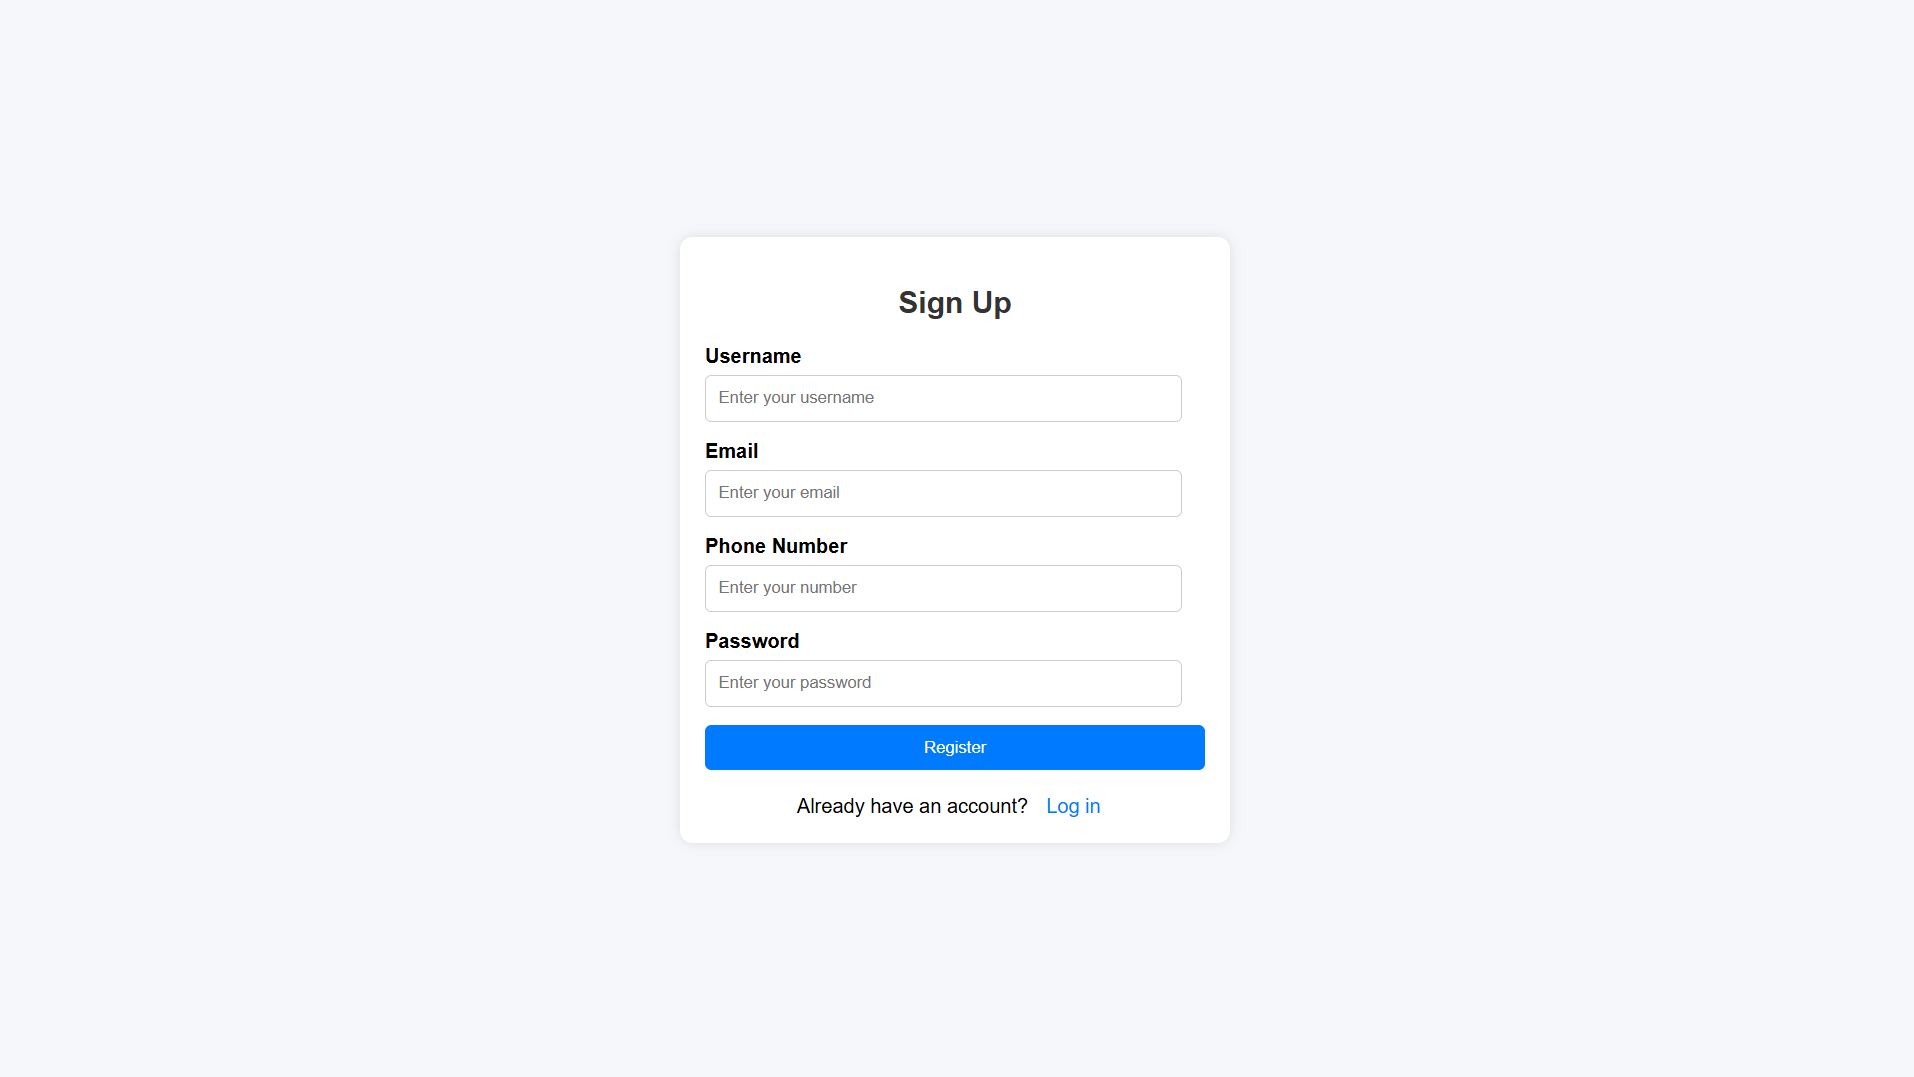 Sign Up
Username
Enter your username
Email
Enter your email
Phone Number
Enter your number
Password
Enter your password
Register
Already have an account? Log in